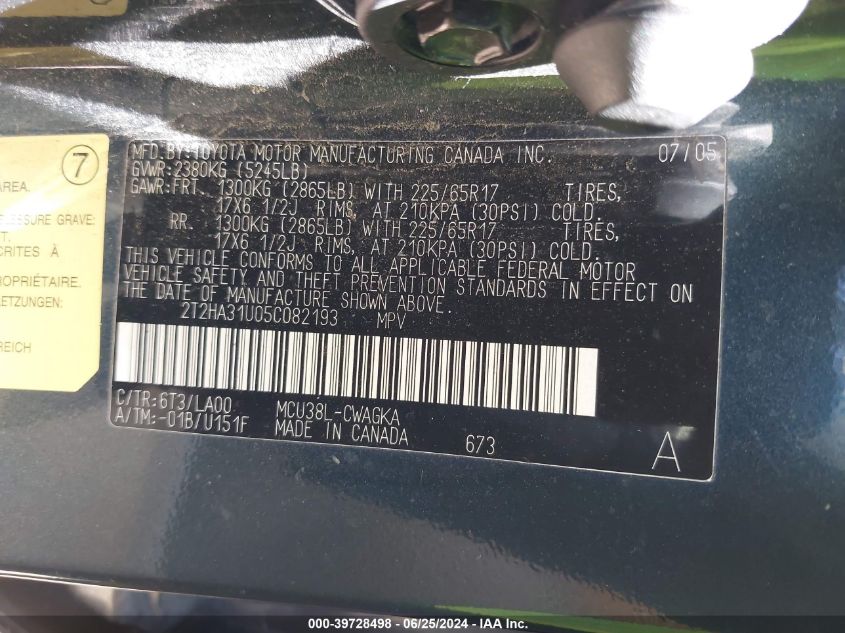 7
AREA.
PRESSURE GRAVE:
T.
CRITES À
PROPRIÉTAIRE.
LETZUNGEN:
REICH
MFD.BY:TOYOTA MOTOR MANUFACTURING CANADA INC. 07/05
GVWR:2380KG (5245LB)
GAWR:FRT. 1300KG (2865LB) WITH 225/65R17 TIRES,
17X6 1/2J RIMS, AT 210KPA (30PSI) COLD.
RR. 1300KG (2865LB) WITH 225/65R17 TIRES,
17X6 1/2J RIMS, AT 210KPA (30PSI) COLD.
THIS VEHICLE CONFORMS TO ALL APPLICABLE FEDERAL MOTOR
VEHICLE SAFETY AND THEFT PREVENTION STANDARDS IN EFFECT ON
THE DATE OF MANUFACTURE SHOWN ABOVE.
2T2HA31U05C082193 MPV
C/TR:6T3/LA00 MCU38L-CWAGKA
A/TM:-01B/U151F MADE IN CANADA 673 A
000-39728498 - 06/25/2024 - IAA Inc.